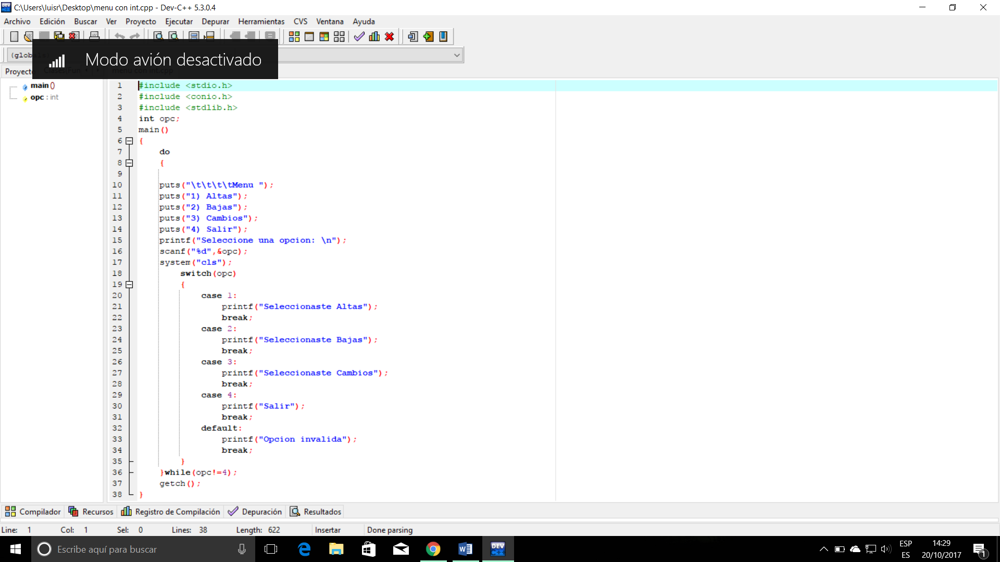 C:\Users\luisr\Desktop\menu con int.cpp - Dev-C++ 5.3.0.4
Archivo Edición Buscar Ver Proyecto Ejecutar Depurar Herramientas CVS Ventana Ayuda
Modo avión desactivado
Proyecto menu con int.cpp
main()
opc : int
1 #include <stdio.h>
2 #include <conio.h>
3 #include <stdlib.h>
4 int opc;
5 main()
6 {
7 do
8 {
9
10 puts("\t\t\t\tMenu ");
11 puts("1) Altas");
12 puts("2) Bajas");
13 puts("3) Cambios");
14 puts("4) Salir");
15 printf("Seleccione una opcion: \n");
16 scanf("%d",&opc);
17 system("cls");
18 switch(opc)
19 {
20 case 1:
21 printf("Seleccionaste Altas");
22 break;
23 case 2:
24 printf("Seleccionaste Bajas");
25 break;
26 case 3:
27 printf("Seleccionaste Cambios");
28 break;
29 case 4:
30 printf("Salir");
31 break;
32 default:
33 printf("Opcion invalida");
34 break;
35 }
36 }while(opc!=4);
37 getch();
38 }
Compilador Recursos Registro de Compilación Depuración Resultados
Line: 1 Col: 1 Sel: 0 Lines: 38 Length: 622 Insertar Done parsing
Escribe aquí para buscar
ESP
ES
14:29
20/10/2017
1